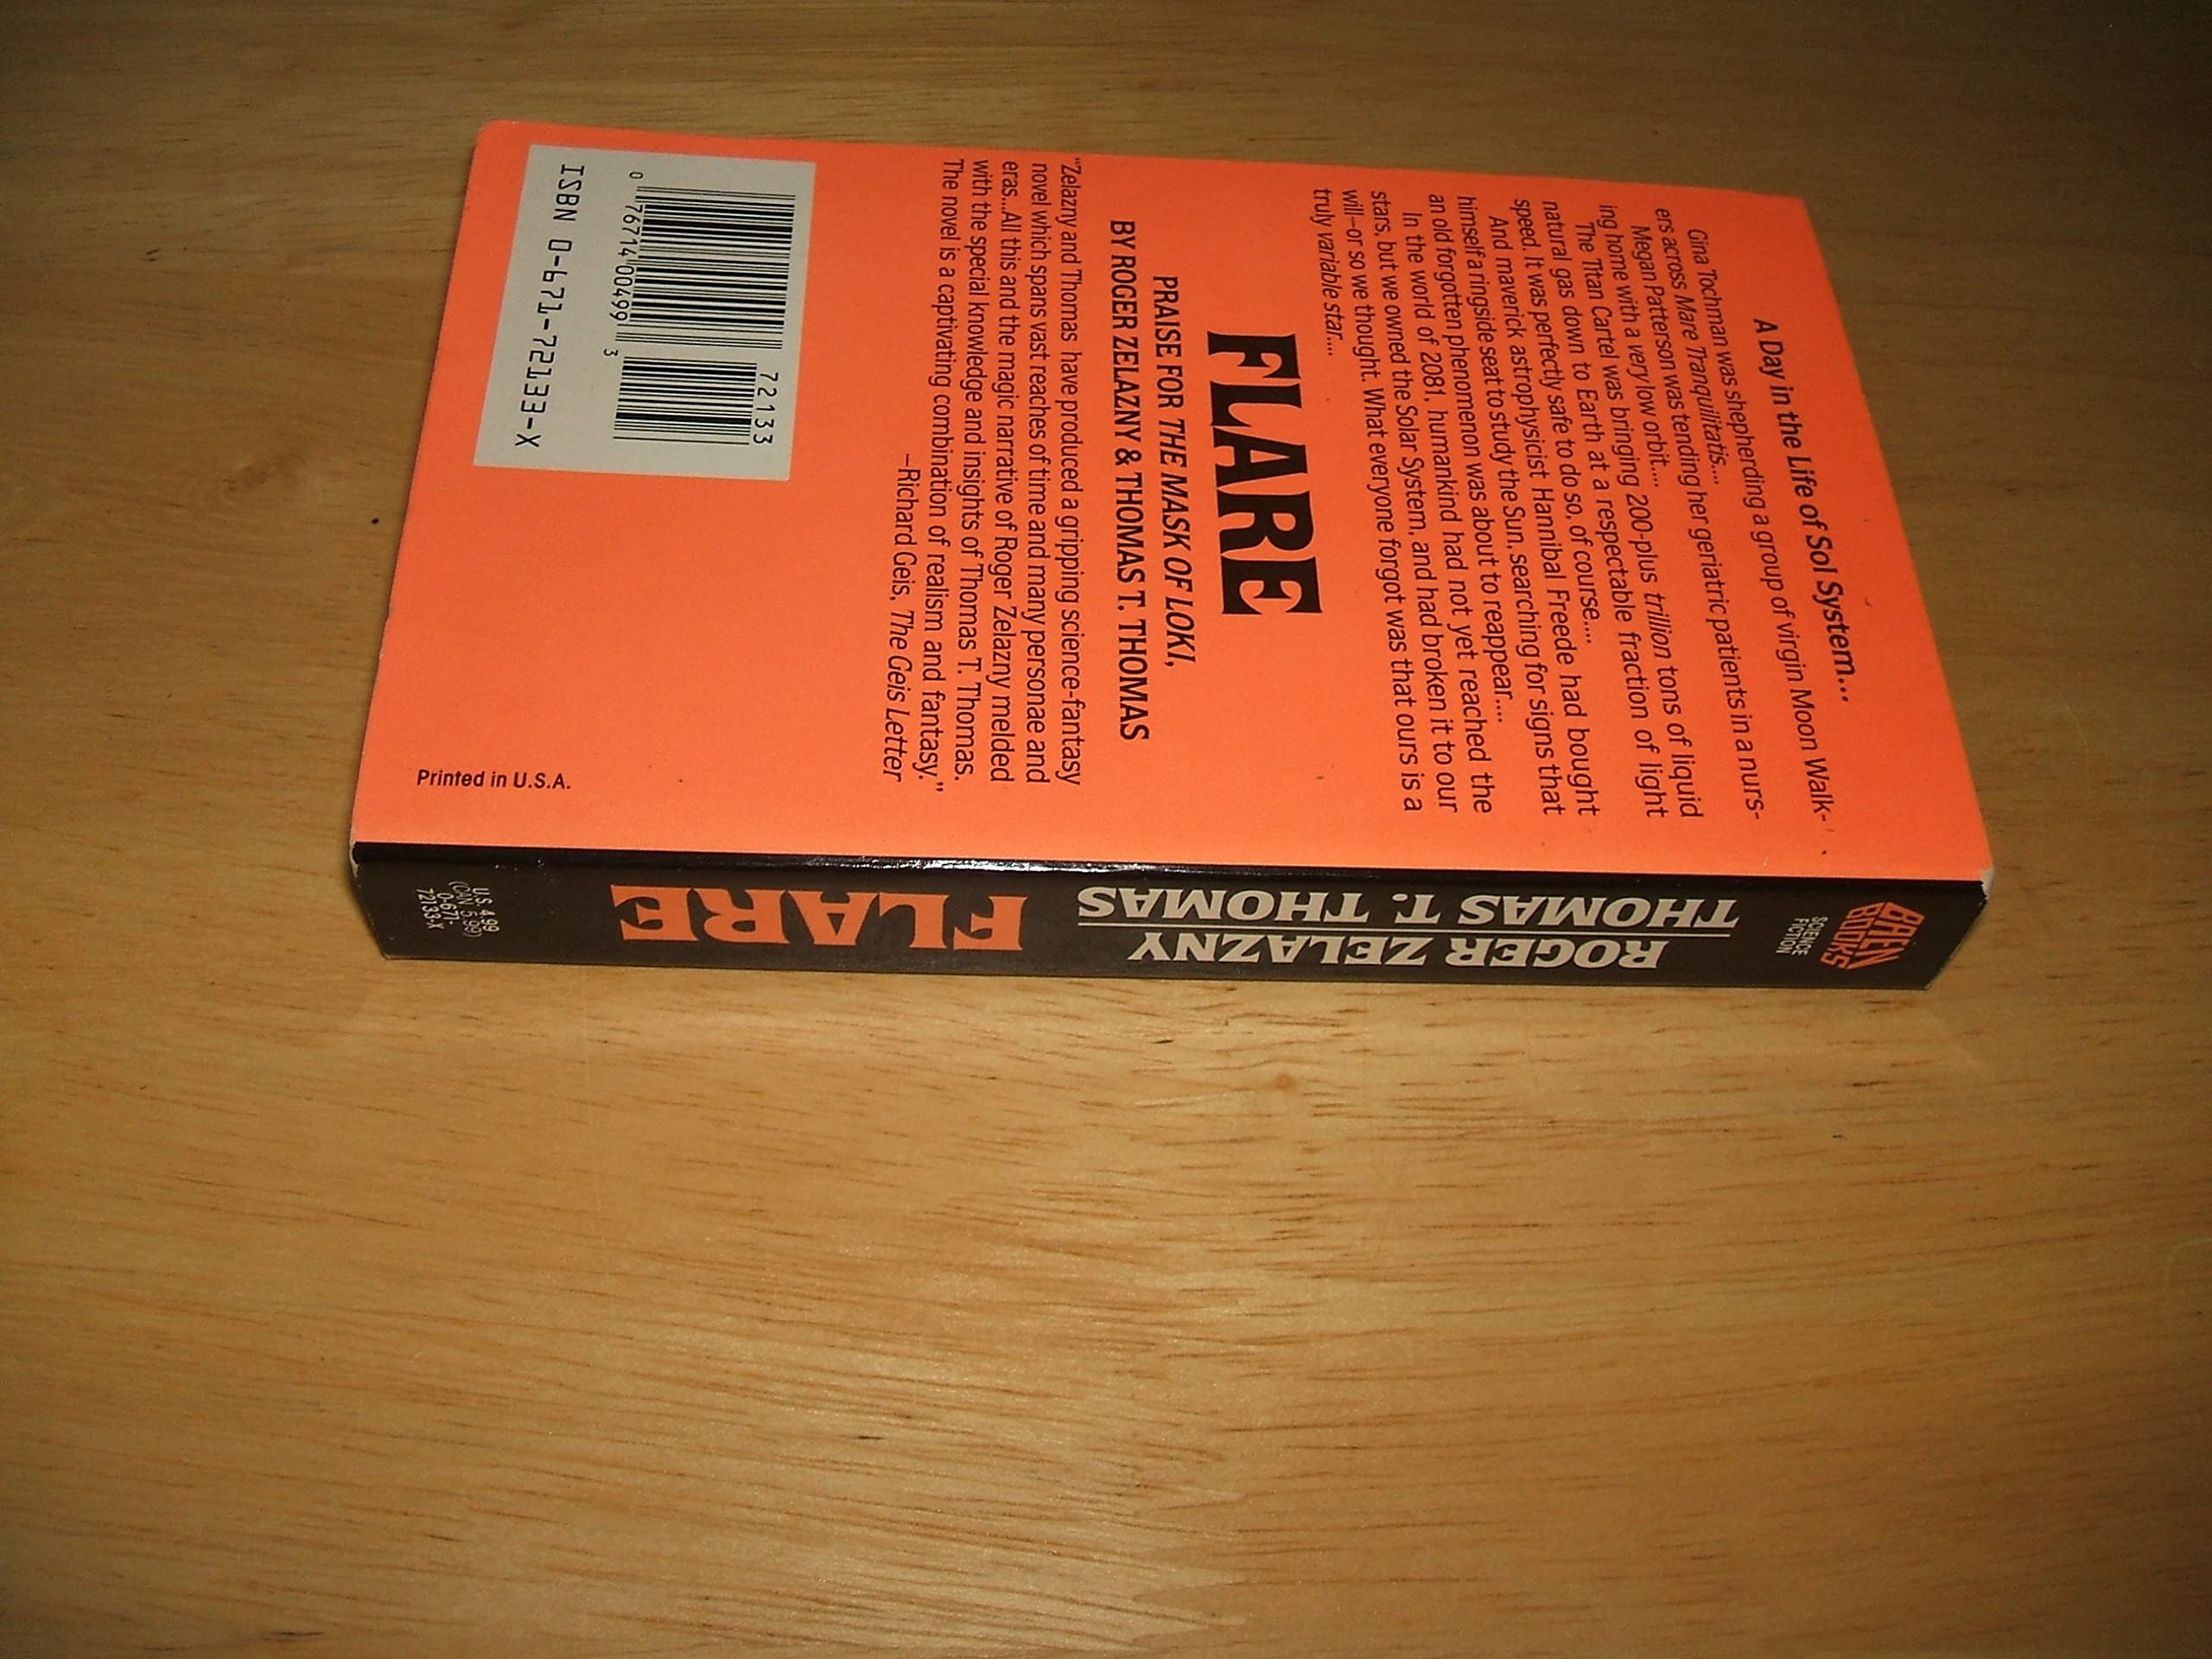 A Day in the Life of Sol System...
Gina Tochman was shepherding a group of virgin Moon Walk-
ers across Mare Tranquilitatis....
Megan Patterson was tending her geriatric patients in a nurs-
ing home with a very low orbit....
The Titan Cartel was bringing 200-plus trillion tons of liquid
natural gas down to Earth at a respectable fraction of light
speed. It was perfectly safe to do so, of course....
And maverick astrophysicist Hannibal Freede had bought
himself a ringside seat to study the Sun, searching for signs that
an old forgotten phenomenon was about to reappear....
In the world of 2081, humankind had not yet reached the
stars, but we owned the Solar System, and had broken it to our
will—or so we thought. What everyone forgot was that ours is a
truly variable star....
FLARE
PRAISE FOR THE MASK OF LOKI,
BY ROGER ZELAZNY & THOMAS T. THOMAS
"Zelazny and Thomas have produced a gripping science-fantasy
novel which spans vast reaches of time and many personae and
eras...All this and the magic narrative of Roger Zelazny melded
with the special knowledge and insights of Thomas T. Thomas.
The novel is a captivating combination of realism and fantasy."
—Richard Geis, The Geis Letter
72133
0 76714 00499 3
ISBN 0-671-72133-X
Printed in U.S.A.
BAEN
BOOKS
SCIENCE
FICTION
ROGER ZELAZNY
THOMAS T. THOMAS
FLARE
U.S. 4.99
(CAN. 5.99)
0-671-
72133-X